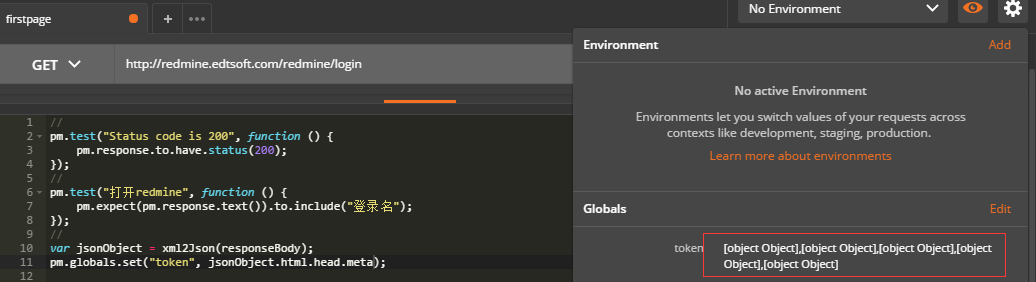 firstpage
+
•••
No Environment
GET
http://redmine.edtsoft.com/redmine/login
Environment
Add
No active Environment
Environments let you switch values of your requests across
contexts like development, staging, production.
Learn more about environments
Globals
Edit
token
[object Object],[object Object],[object Object],[object
Object],[object Object]
1 //
2 pm.test("Status code is 200", function () {
3 pm.response.to.have.status(200);
4 });
5 //
6 pm.test("打开redmine", function () {
7 pm.expect(pm.response.text()).to.include("登录名");
8 });
9 //
10 var jsonObject = xml2Json(responseBody);
11 pm.globals.set("token", jsonObject.html.head.meta);
12